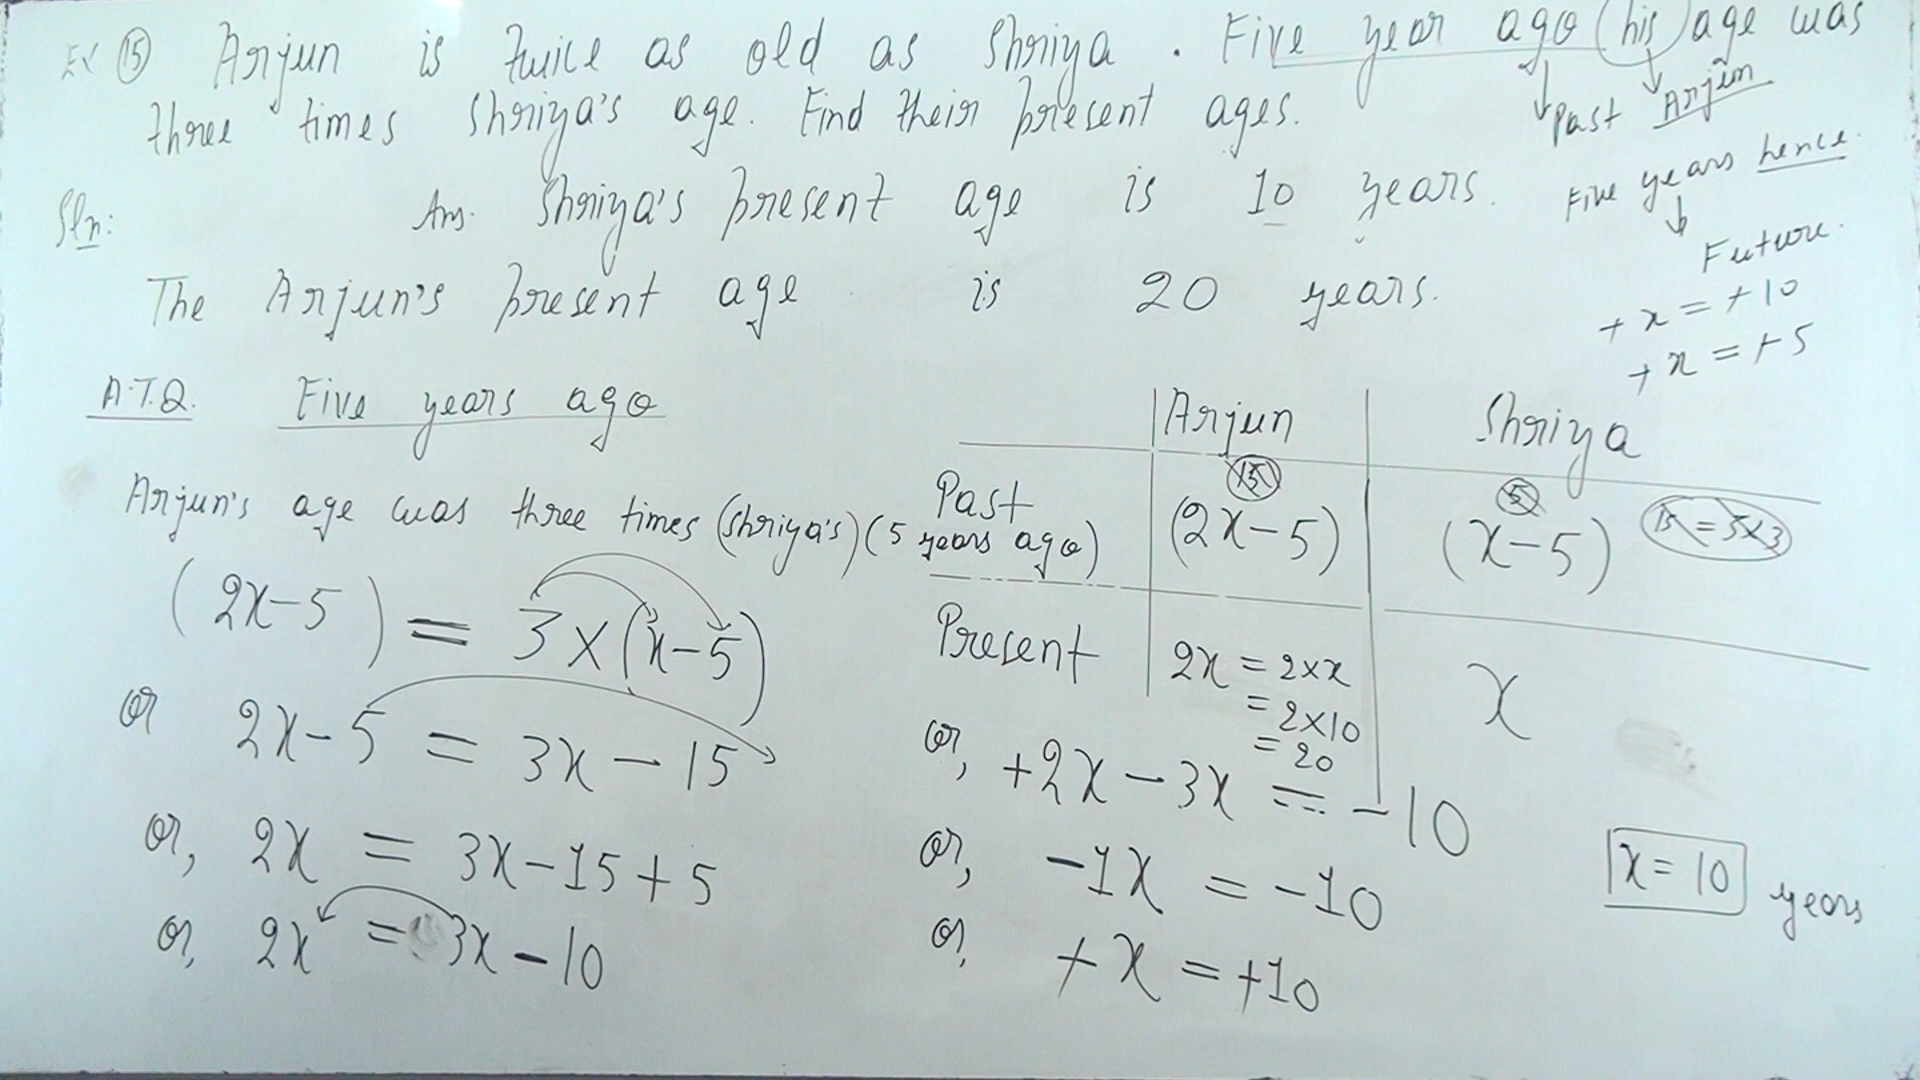 Ex (15) Arjun is twice as old as Shriya. Five year ago (his) age was
three times Shriya's age. Find their present ages.
Past Arjun
Five years hence.
Future.
Sln: Ans. Shriya's present age is 10 years.
The Arjun's present age is 20 years.
+ x = +10
+ x = +5
A.T.Q. Five years ago
Arjun Shriya
Arjun's age was three times (Shriya's) (5 years ago)
Past (2x-5) (x-5)
15 5 15 = 5x3
(2x-5) = 3 x (x-5)
Present 2x = 2xx x
= 2x10
= 20
or 2x-5 = 3x - 15
or, 2x = 3x-15+5
or, 2x = 3x-10
or, +2x - 3x = -10
or, -1x = -10
or, +x = +10
x = 10 years